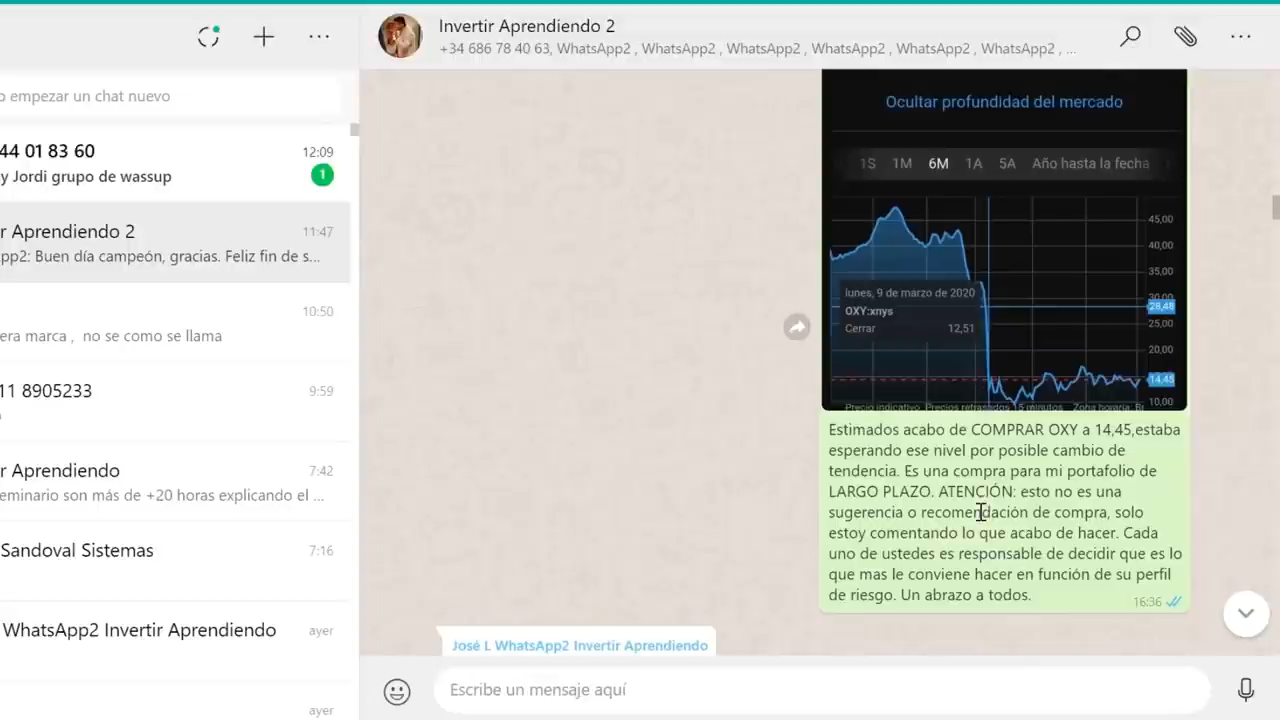 o empezar un chat nuevo
44 01 83 60
12:09
y Jordi grupo de wassup
1
r Aprendiendo 2
11:47
pp2: Buen día campeón, gracias. Feliz fin de s...
10:50
era marca , no se como se llama
11 8905233
9:59
r Aprendiendo
7:42
eminario son más de +20 horas explicando el ...
Sandoval Sistemas
7:16
WhatsApp2 Invertir Aprendiendo
ayer
ayer
Invertir Aprendiendo 2
+34 686 78 40 63, WhatsApp2 , WhatsApp2 , WhatsApp2 , WhatsApp2 , WhatsApp2 , WhatsApp2 , ...
Ocultar profundidad del mercado
1S 1M 6M 1A 5A Año hasta la fecha
45,00
40,00
35,00
30,00
28,48
25,00
20,00
14,45
10,00
lunes, 9 de marzo de 2020
OXY:xnys
Cerrar 12,51
Precio indicativo Precios retrasados 15 minutos Zona horaria:
Estimados acabo de COMPRAR OXY a 14,45,estaba
esperando ese nivel por posible cambio de
tendencia. Es una compra para mi portafolio de
LARGO PLAZO. ATENCIÓN: esto no es una
sugerencia o recomendación de compra, solo
estoy comentando lo que acabo de hacer. Cada
uno de ustedes es responsable de decidir que es lo
que mas le conviene hacer en función de su perfil
de riesgo. Un abrazo a todos.
16:36
José L WhatsApp2 Invertir Aprendiendo
Escribe un mensaje aquí